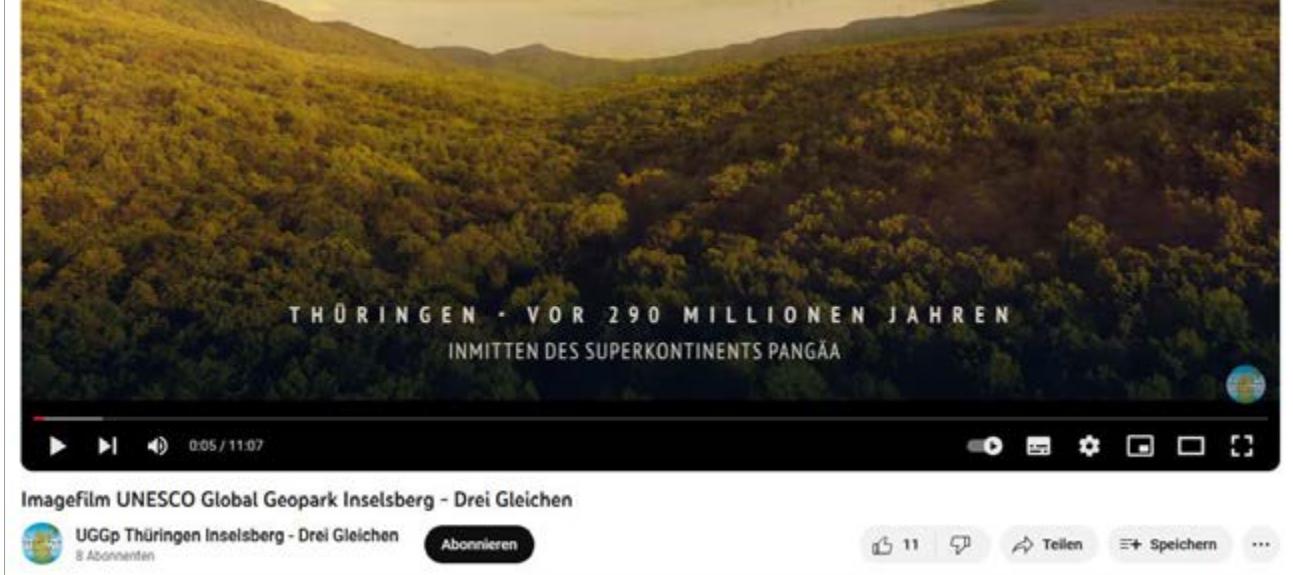 THÜRINGEN - VOR 290 MILLIONEN JAHREN
INMITTEN DES SUPERKONTINENTS PANGÄA
0:05 / 11:07
Imagefilm UNESCO Global Geopark Inselsberg - Drei Gleichen
UGGp Thüringen Inselsberg - Drei Gleichen
8 Abonnenten
Abonnieren
11
Teilen
Speichern